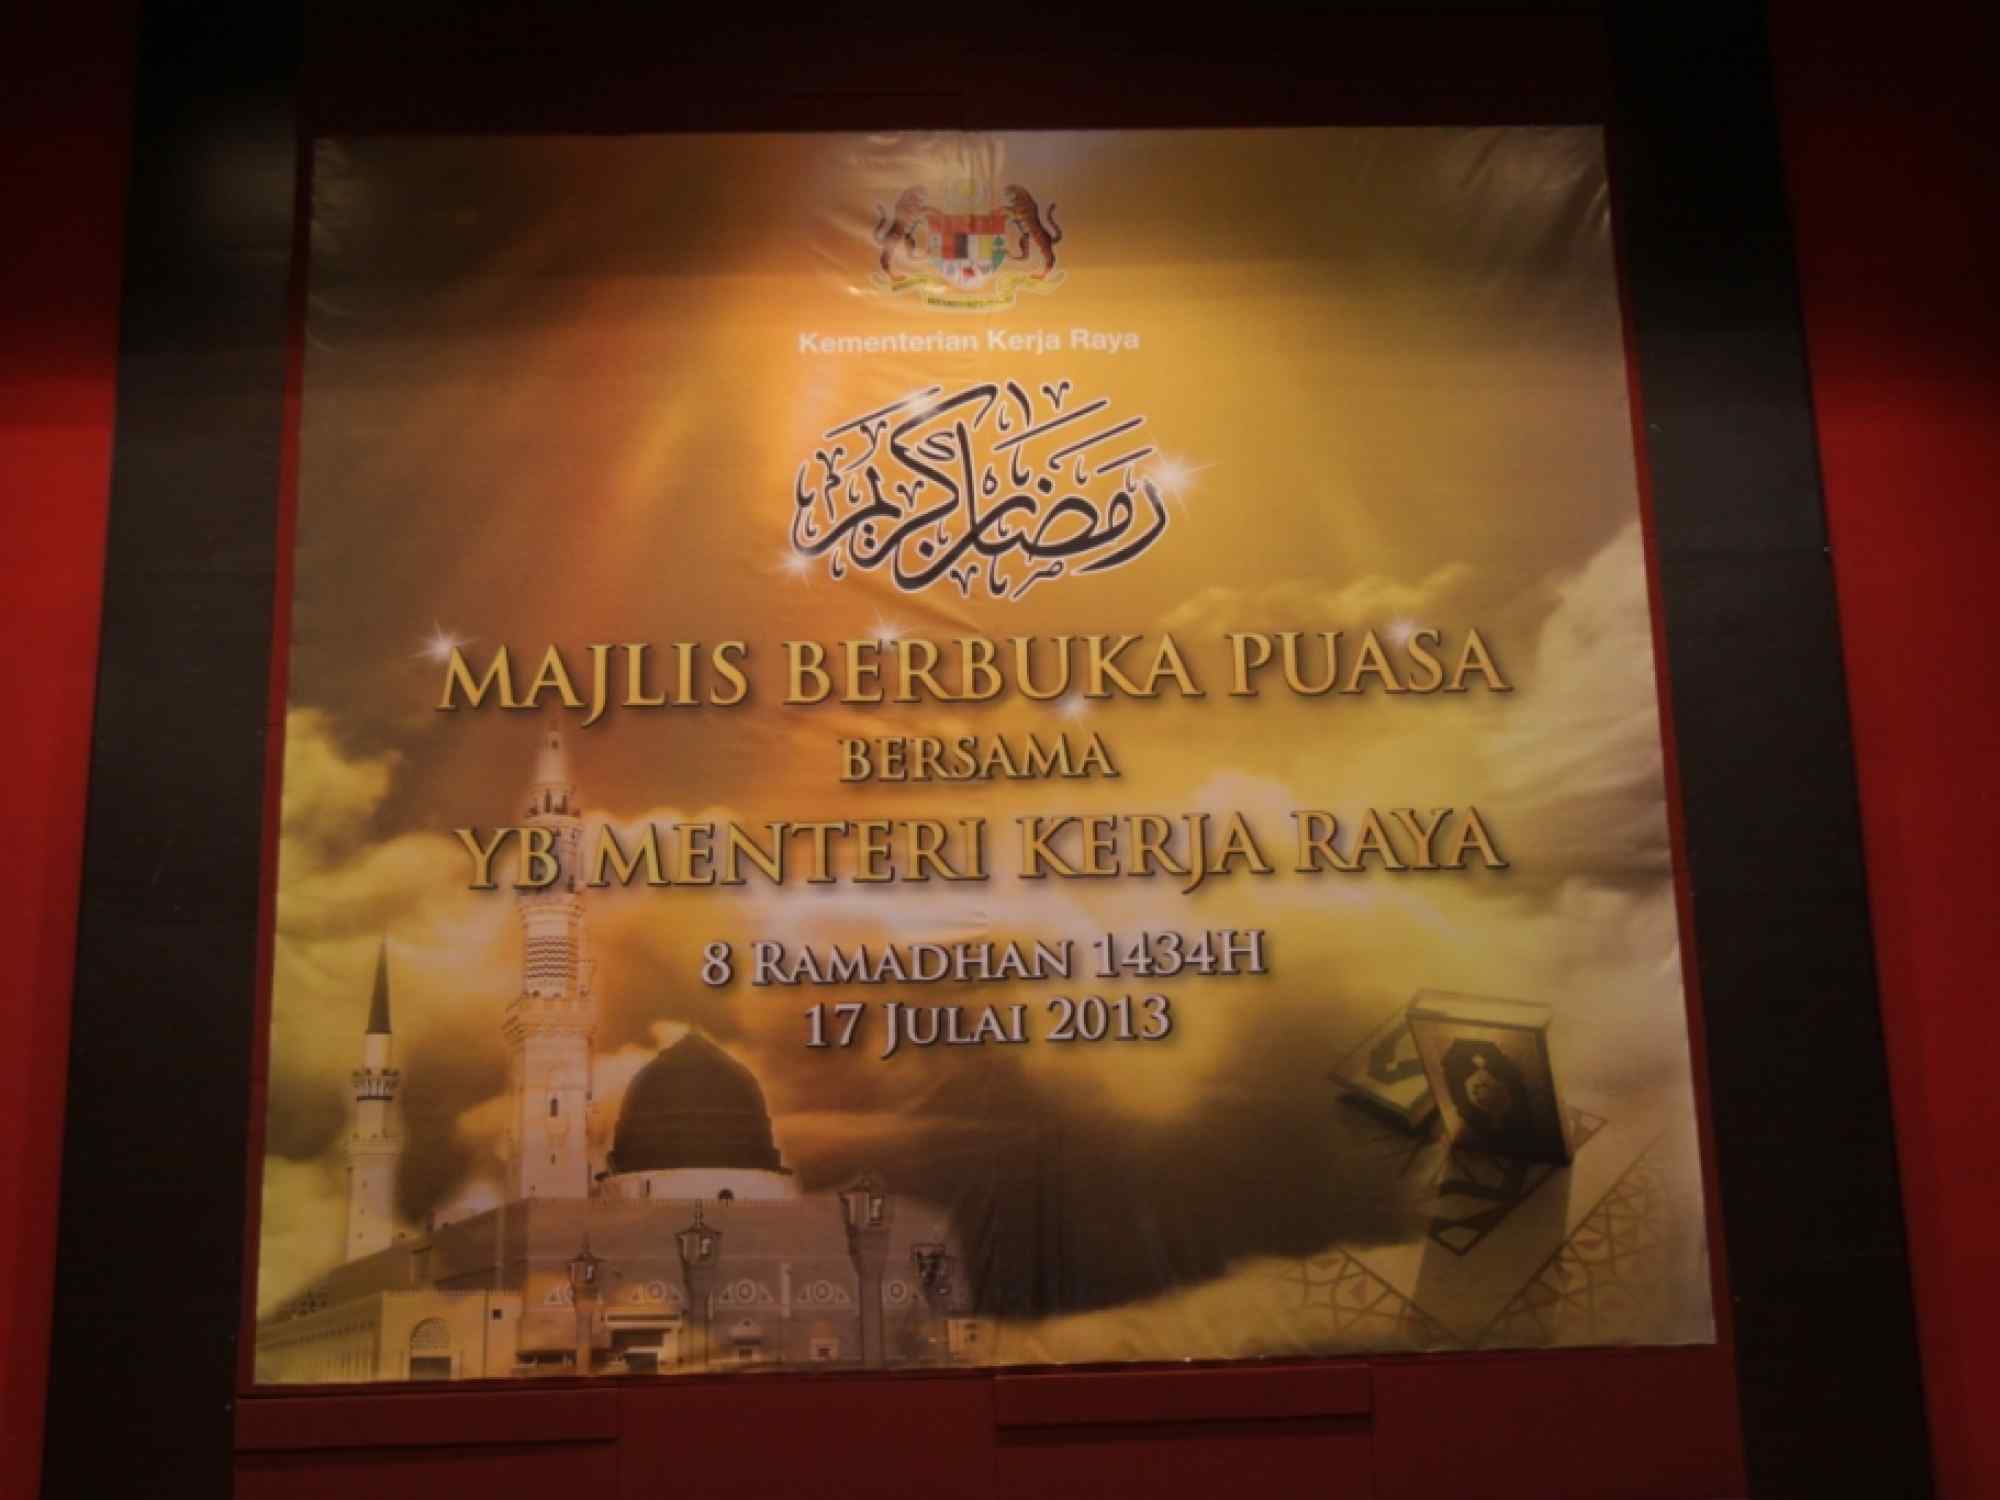 Kementerian Kerja Raya
رمضان كريم
MAJLIS BERBUKA PUASA
BERSAMA
YB MENTERI KERJA RAYA
8 RAMADHAN 1434H
17 JULAI 2013